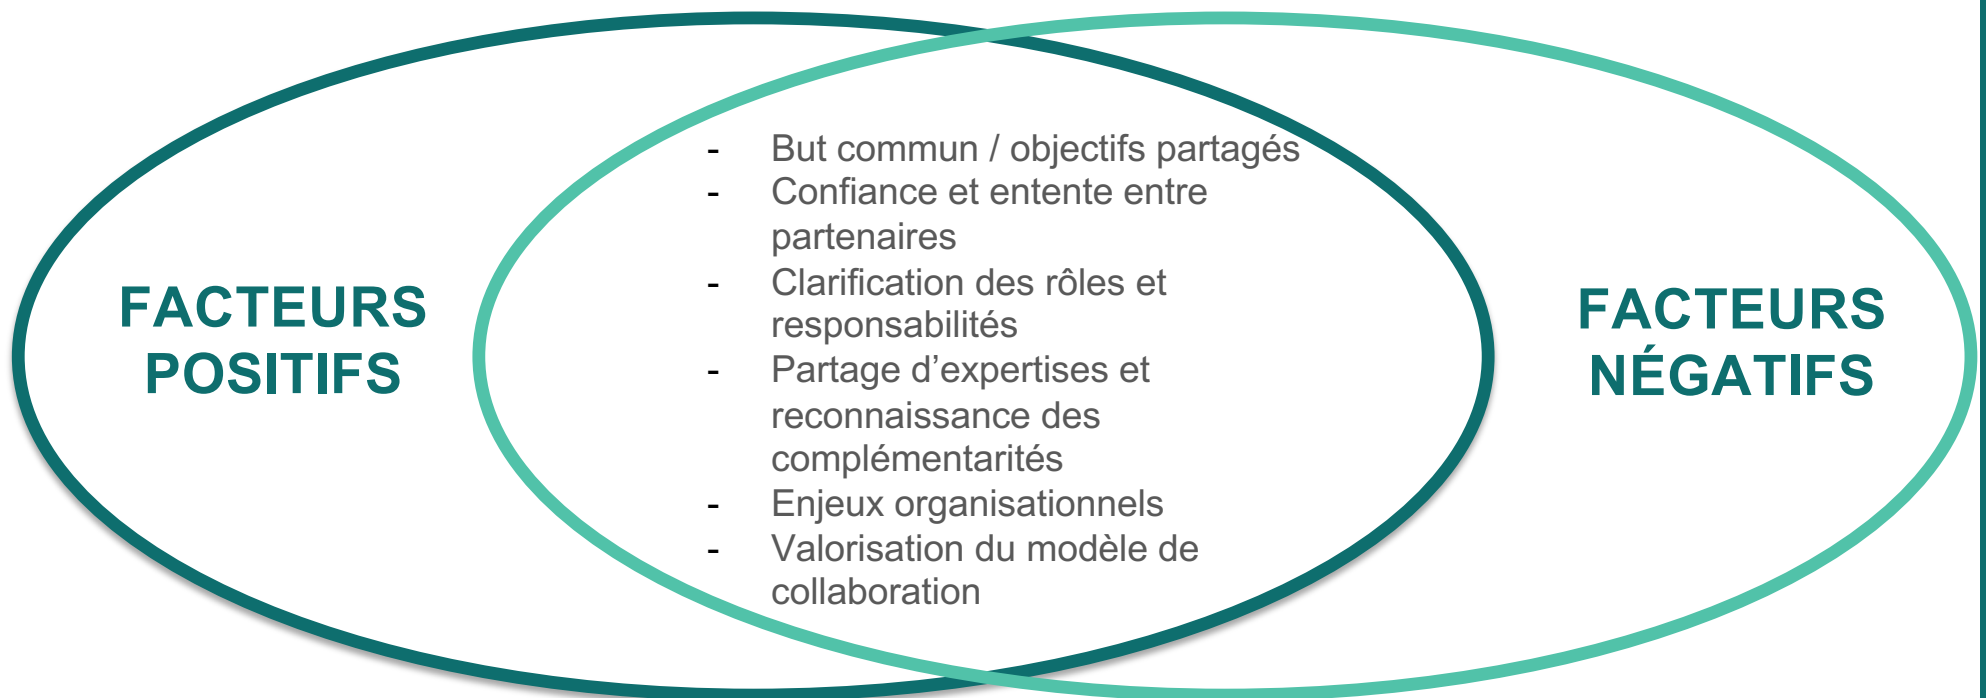 FACTEURS
POSITIFS
- But commun / objectifs partagés
- Confiance et entente entre
partenaires
- Clarification des rôles et
responsabilités
- Partage d’expertises et
reconnaissance des
complémentarités
- Enjeux organisationnels
- Valorisation du modèle de
collaboration
FACTEURS
NÉGATIFS